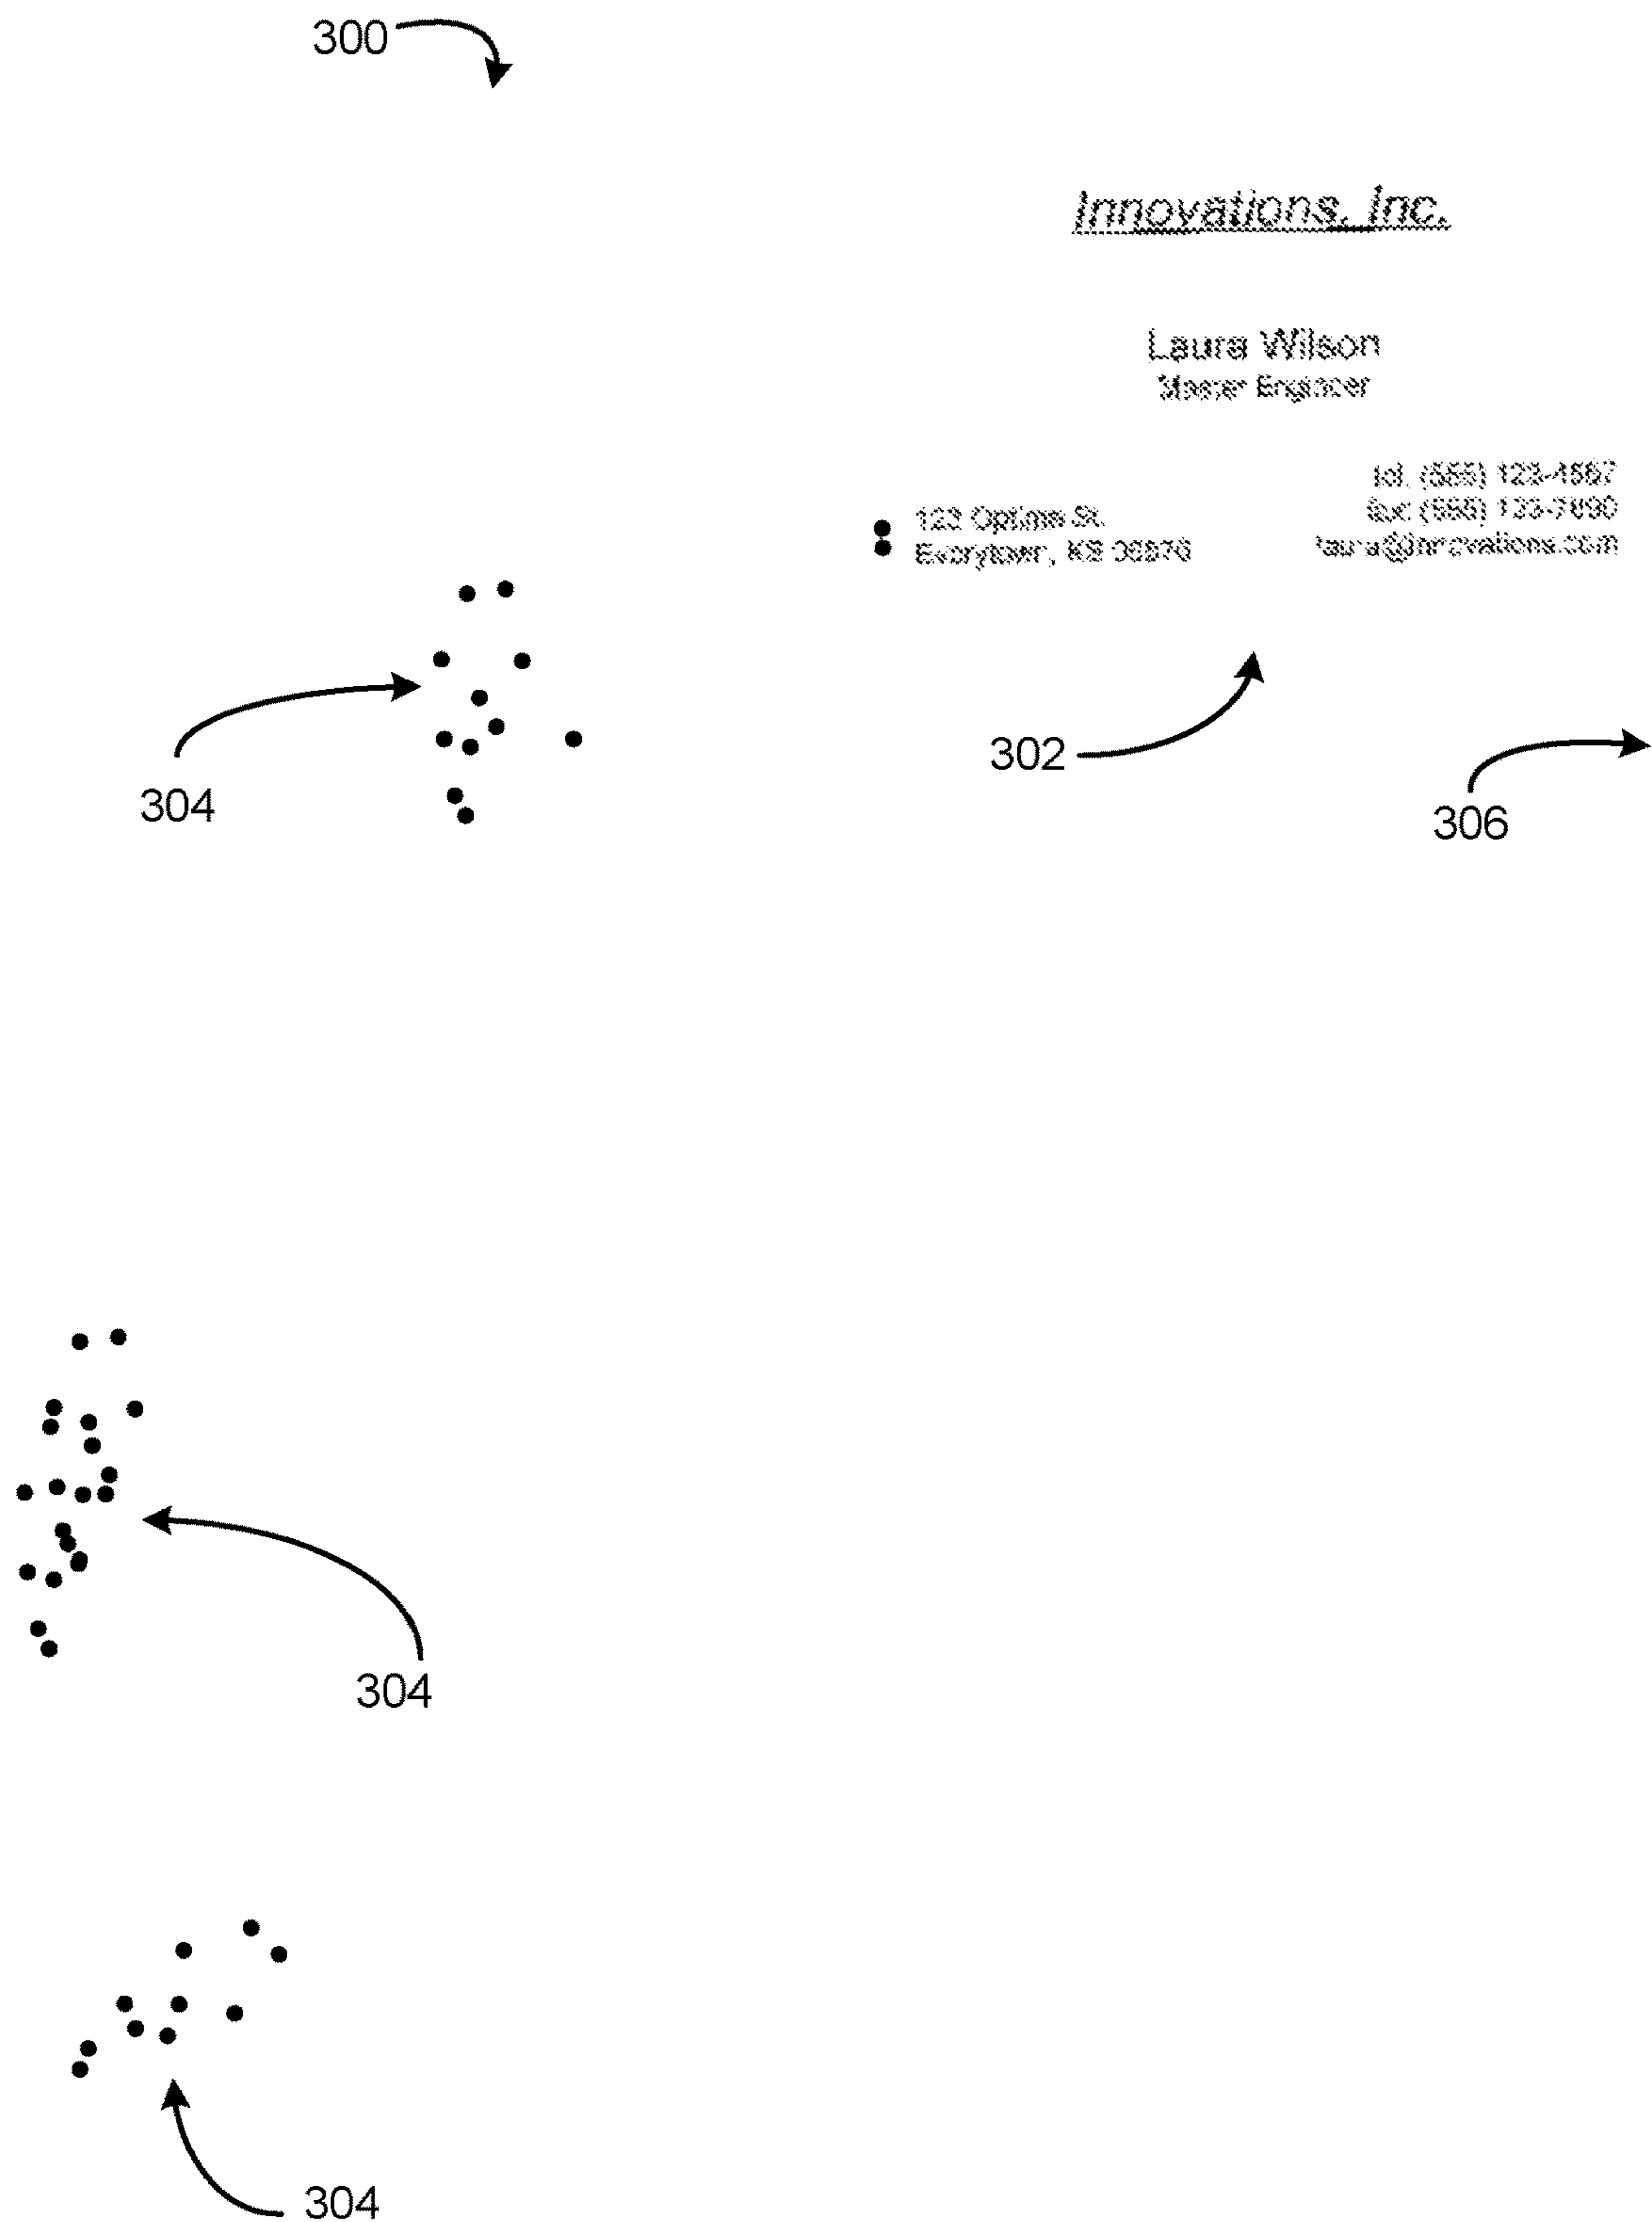 300
Innovations, Inc.
Laura Wilson
Master Engineer
tel. (555) 123-4567
fax (555) 123-7890
123 Optima St.
laura@innovations.com
Everytown, KS
302
306
304
304
304